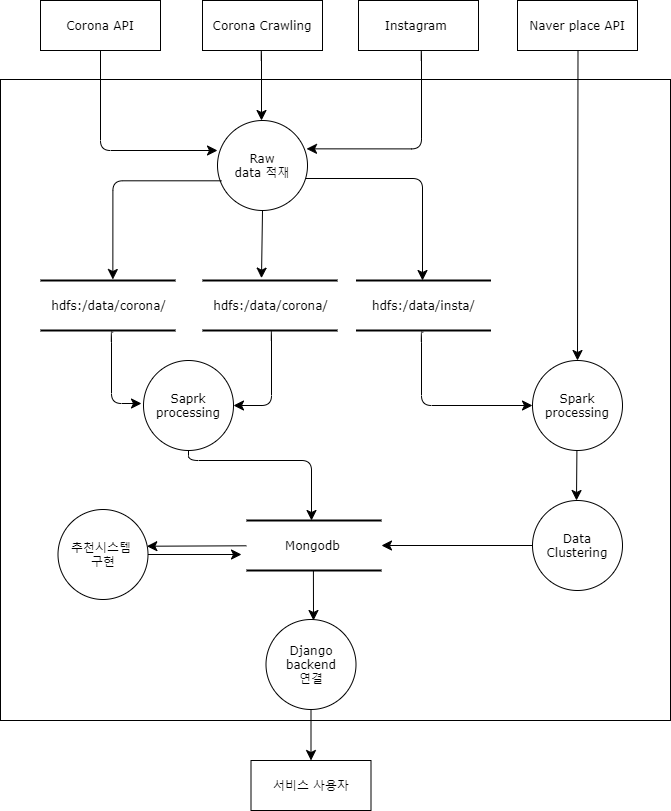 Corona API
Corona Crawling
Instagram
Naver place API
Raw
data 적재
hdfs:/data/corona/
hdfs:/data/corona/
hdfs:/data/insta/
Saprk
processing
Spark
processing
추천시스템
구현
Mongodb
Data
Clustering
Django
backend
연결
서비스 사용자